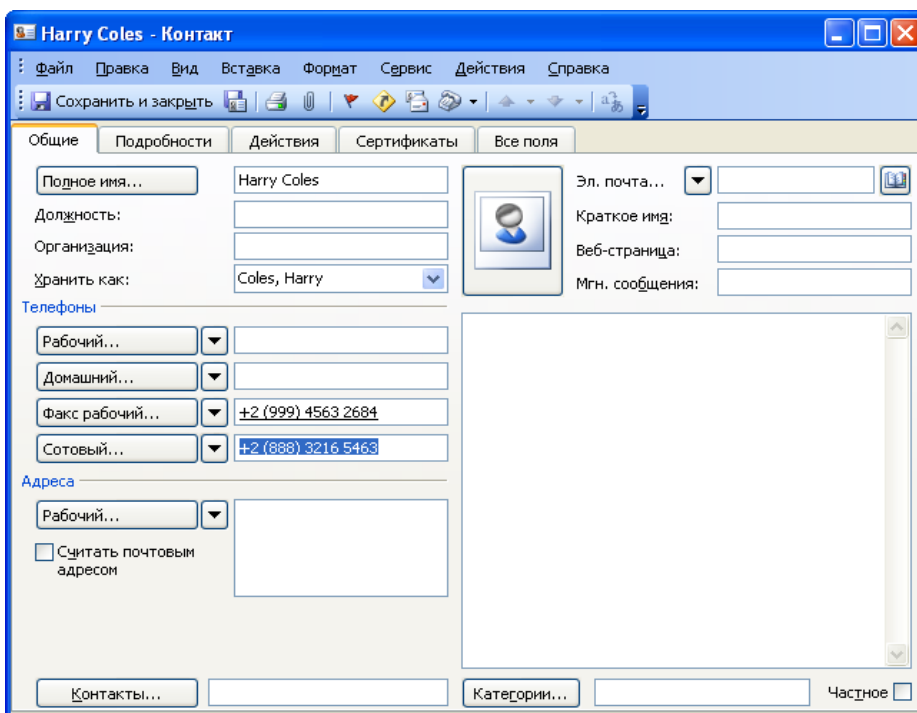 Harry Coles - Контакт
Файл Правка Вид Вставка Формат Сервис Действия Справка
Сохранить и закрыть
Общие Подробности Действия Сертификаты Все поля
Полное имя... Harry Coles Эл. почта...
Должность: Краткое имя:
Организация: Веб-страница:
Хранить как: Coles, Harry Мгн. сообщения:
Телефоны
Рабочий...
Домашний...
Факс рабочий... +2 (999) 4563 2684
Сотовый... +2 (888) 3216 5463
Адреса
Рабочий...
Считать почтовым
адресом
Контакты... Категории... Частное